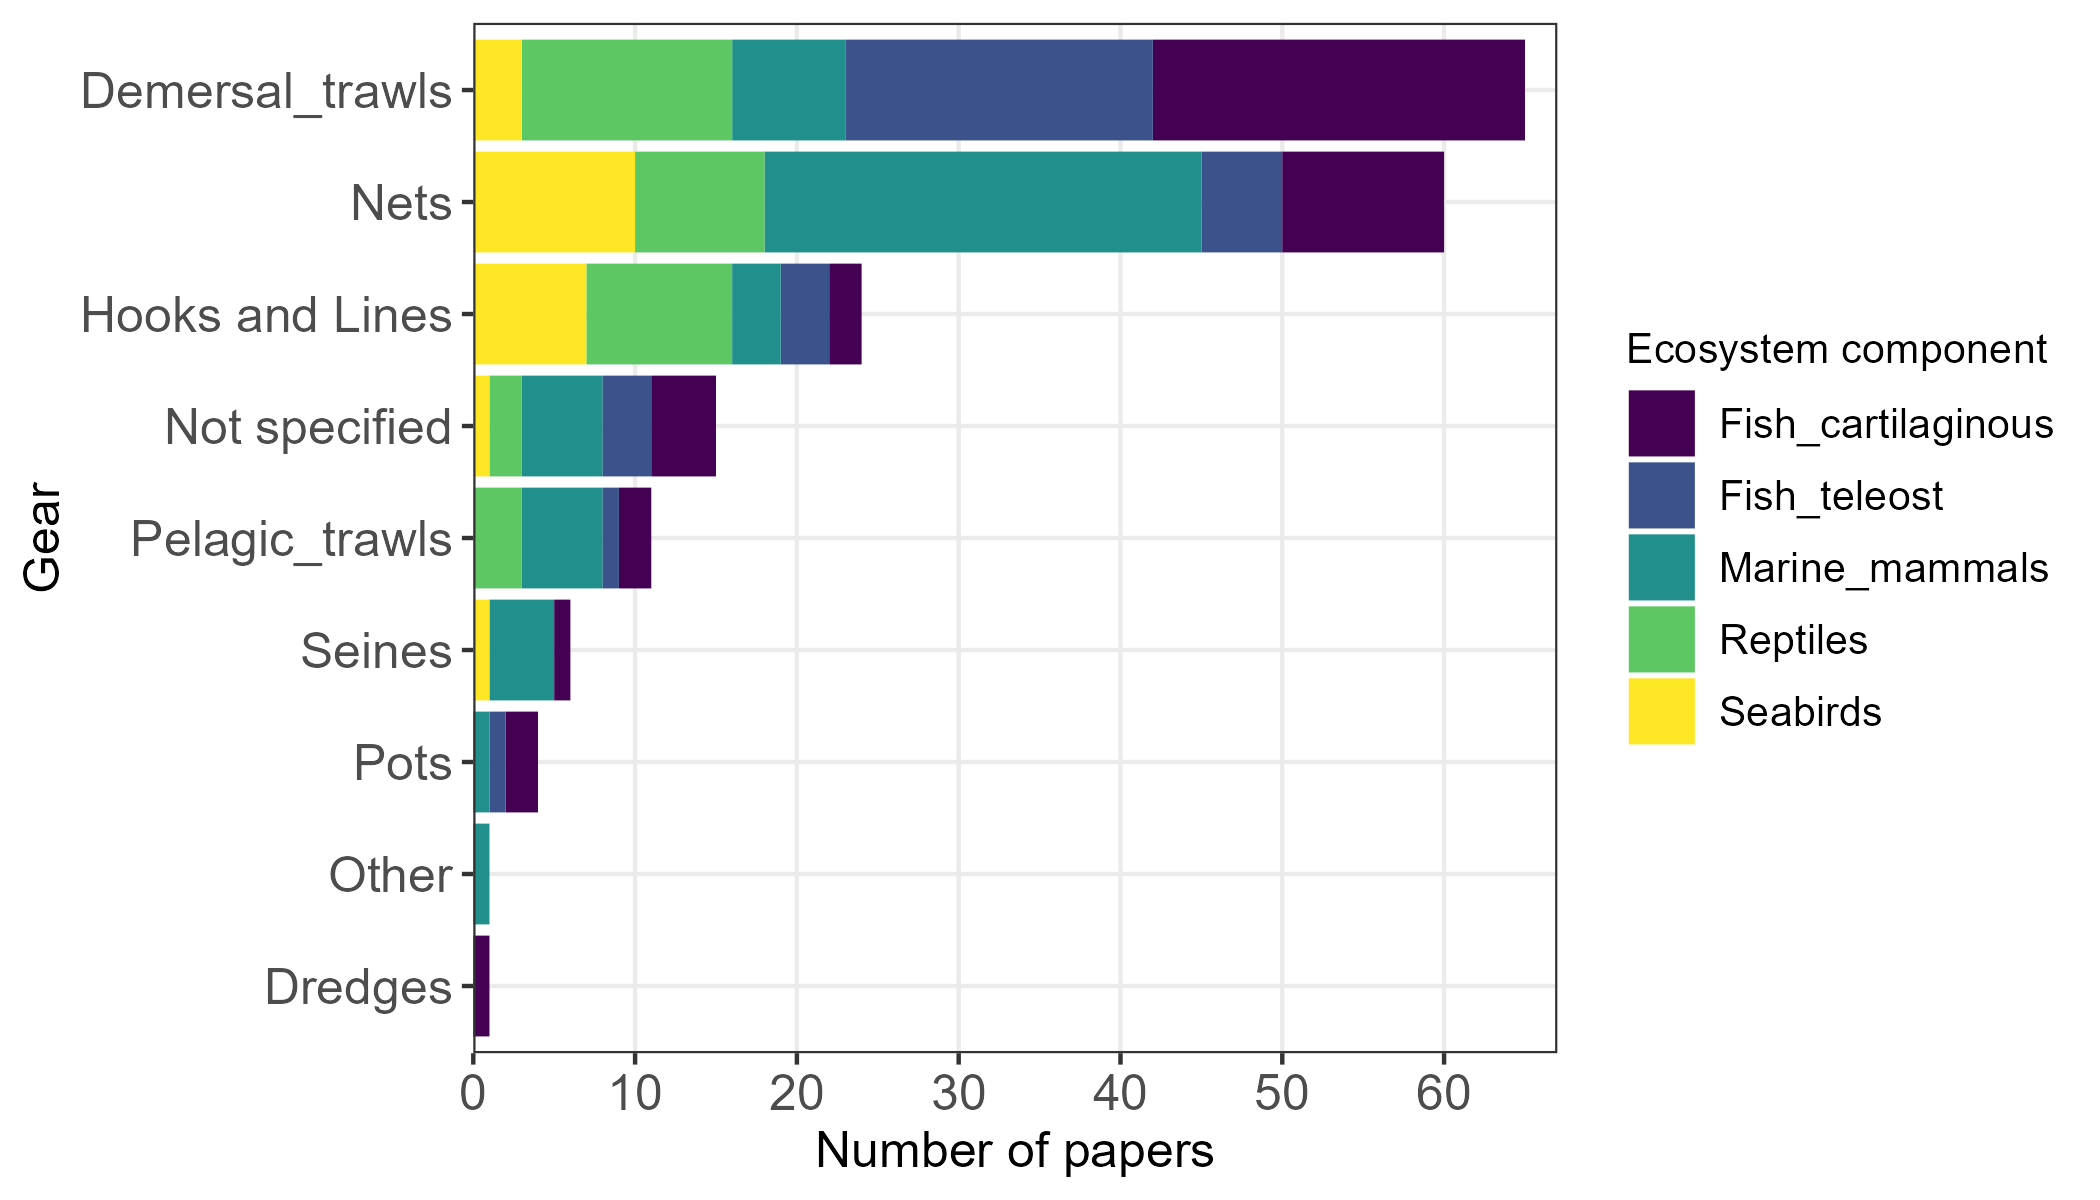 Demersal_trawls
Nets
Hooks and Lines
Not specified
Pelagic_trawls
Seines
Pots
Other
Dredges
Gear
0 10 20 30 40 50 60
Number of papers
Ecosystem component
Fish_cartilaginous
Fish_teleost
Marine_mammals
Reptiles
Seabirds